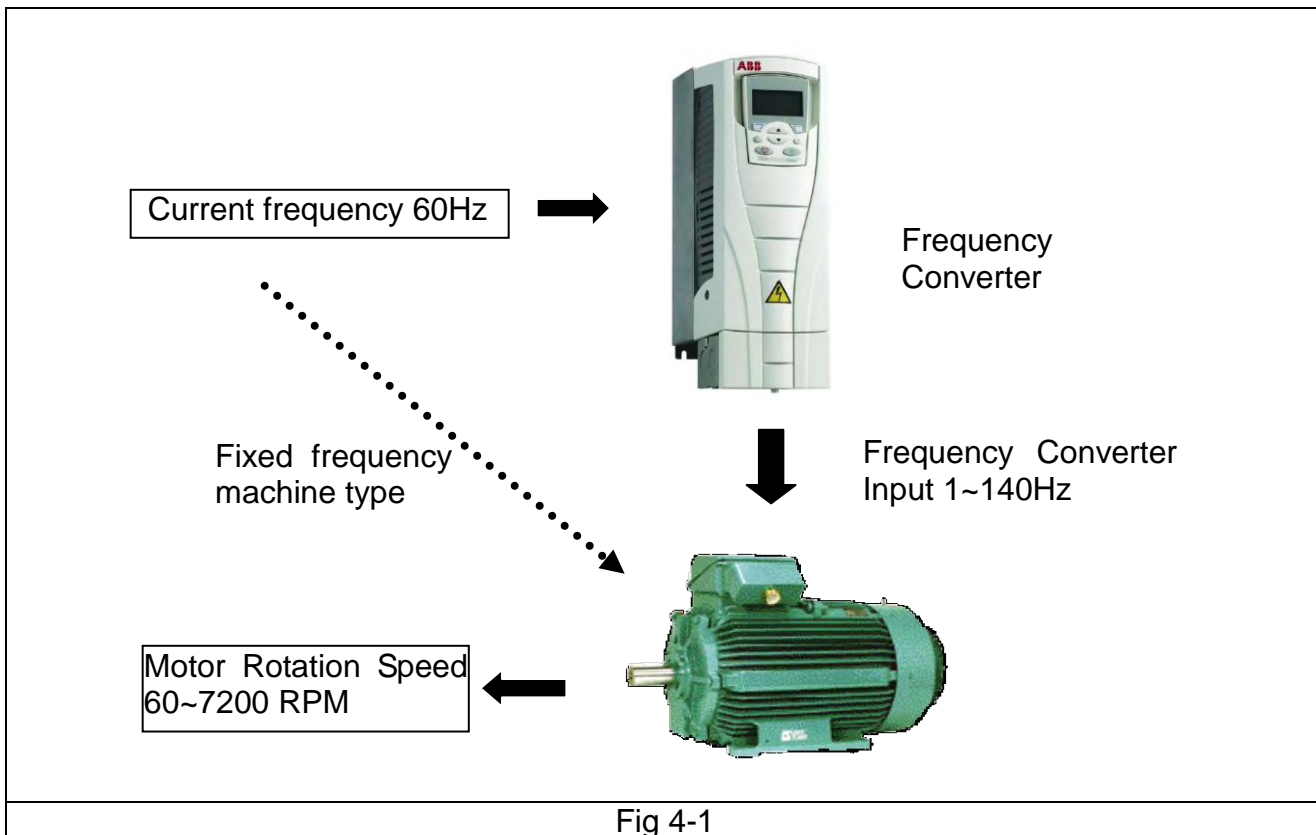 ABB
Current frequency 60Hz
Frequency
Converter
Fixed frequency
machine type
Frequency Converter
Input 1~140Hz
Motor Rotation Speed
60~7200 RPM
Fig 4-1